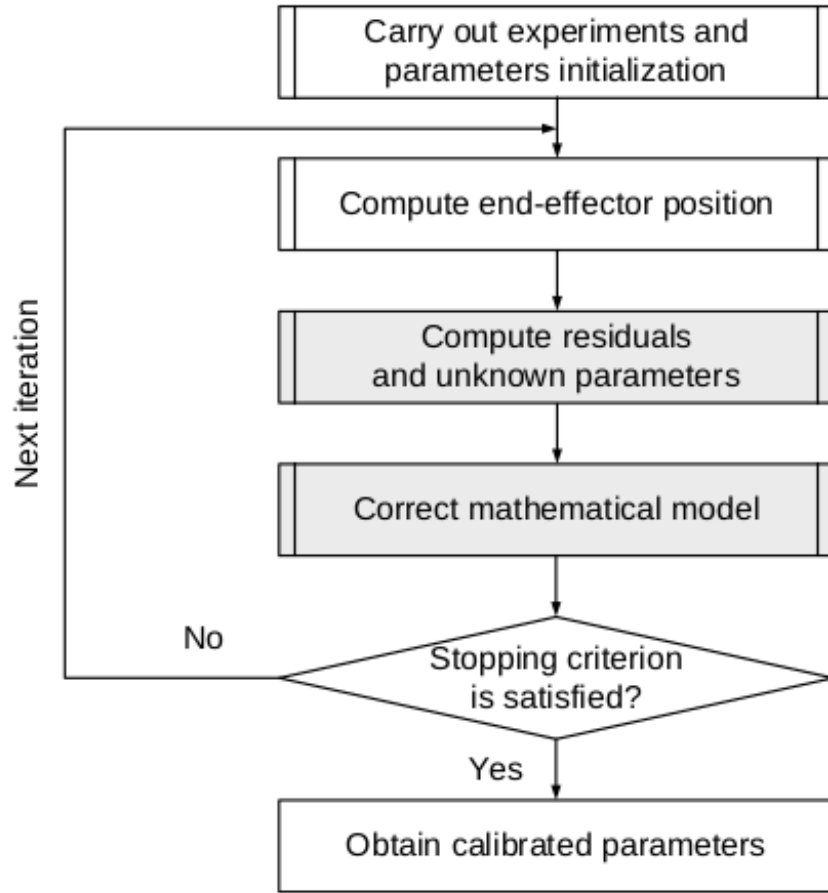 Carry out experiments and
parameters initialization
Compute end-effector position
Compute residuals
and unknown parameters
Next iteration
Correct mathematical model
No
Stopping criterion
is satisfied?
Yes
Obtain calibrated parameters